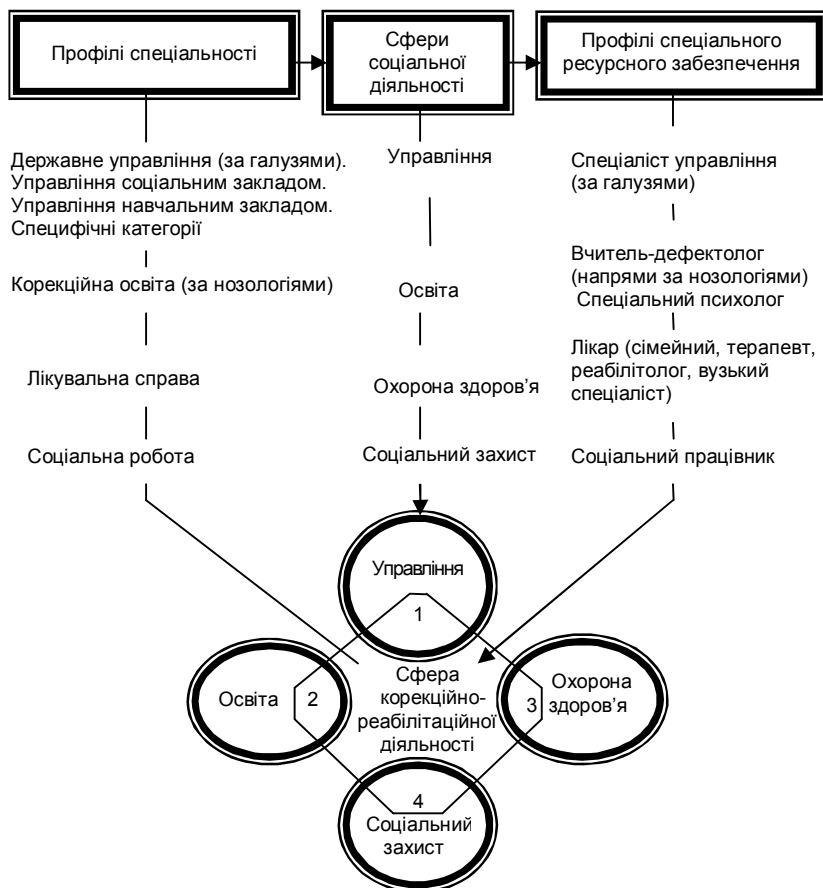 Профілі спеціальності
Сфери
соціальної
діяльності
Профілі спеціального
ресурсного забезпечення
Державне управління (за галузями).
Управління соціальним закладом.
Управління навчальним закладом.
Специфічні категорії
Корекційна освіта (за нозологіями)
Лікувальна справа
Соціальна робота
Управління
Освіта
Охорона здоров’я
Соціальний захист
Спеціаліст управління
(за галузями)
Вчитель-дефектолог
(напрями за нозологіями)
Спеціальний психолог
Лікар (сімейний, терапевт,
реабілітолог, вузький
спеціаліст)
Соціальний працівник
Управління
1
Освіта
2
Сфера
корекційно-
реабілітаційної
діяльності
3
Охорона
здоров’я
4
Соціальний
захист